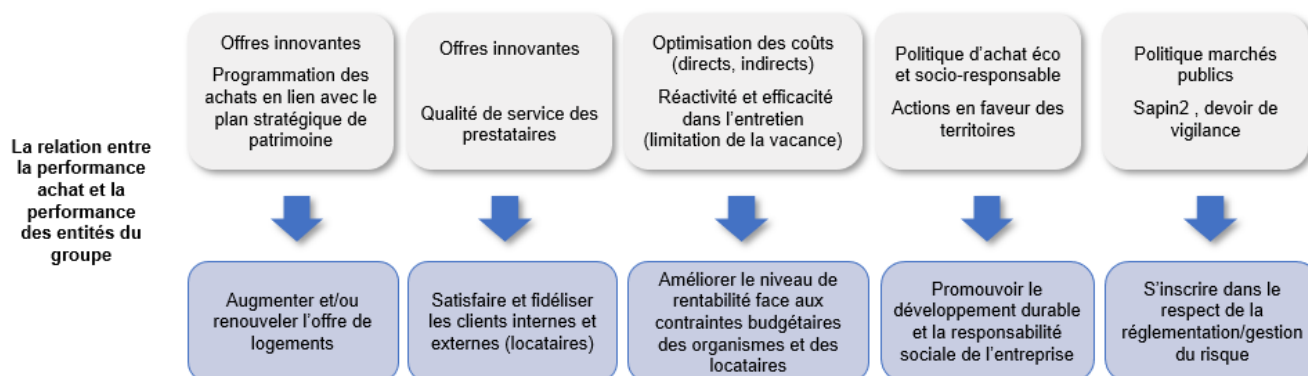 La relation entre
la performance
achat et la
performance
des entités du
groupe
Offres innovantes
Programmation des
achats en lien avec le
plan stratégique de
patrimoine
Offres innovantes
Qualité de service des
prestataires
Optimisation des coûts
(directs, indirects)
Réactivité et efficacité
dans l'entretien
(limitation de la vacance)
Politique d'achat éco
et socio-responsable
Actions en faveur des
territoires
Politique marchés
publics
Sapin2 , devoir de
vigilance
Augmenter et/ou
renouveler l'offre de
logements
Satisfaire et fidéliser
les clients internes et
externes (locataires)
Améliorer le niveau de
rentabilité face aux
contraintes budgétaires
des organismes et des
locataires
Promouvoir le
développement durable
et la responsabilité
sociale de l'entreprise
S'inscrire dans le
respect de la
réglementation/gestion
du risque